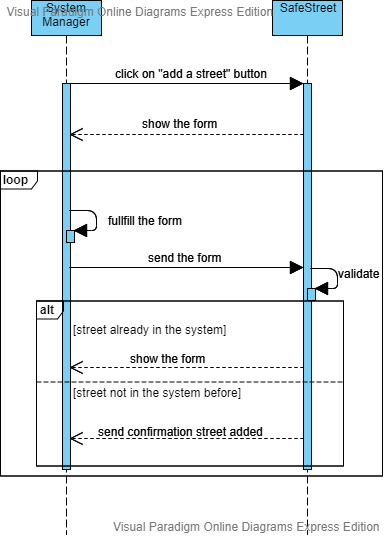 Visual Paradigm Online Diagrams Express Edition
System
Manager
SafeStreet
click on "add a street" button
show the form
loop
fullfill the form
send the form
validate
alt
[street already in the system]
show the form
[street not in the system before]
send confirmation street added
Visual Paradigm Online Diagrams Express Edition